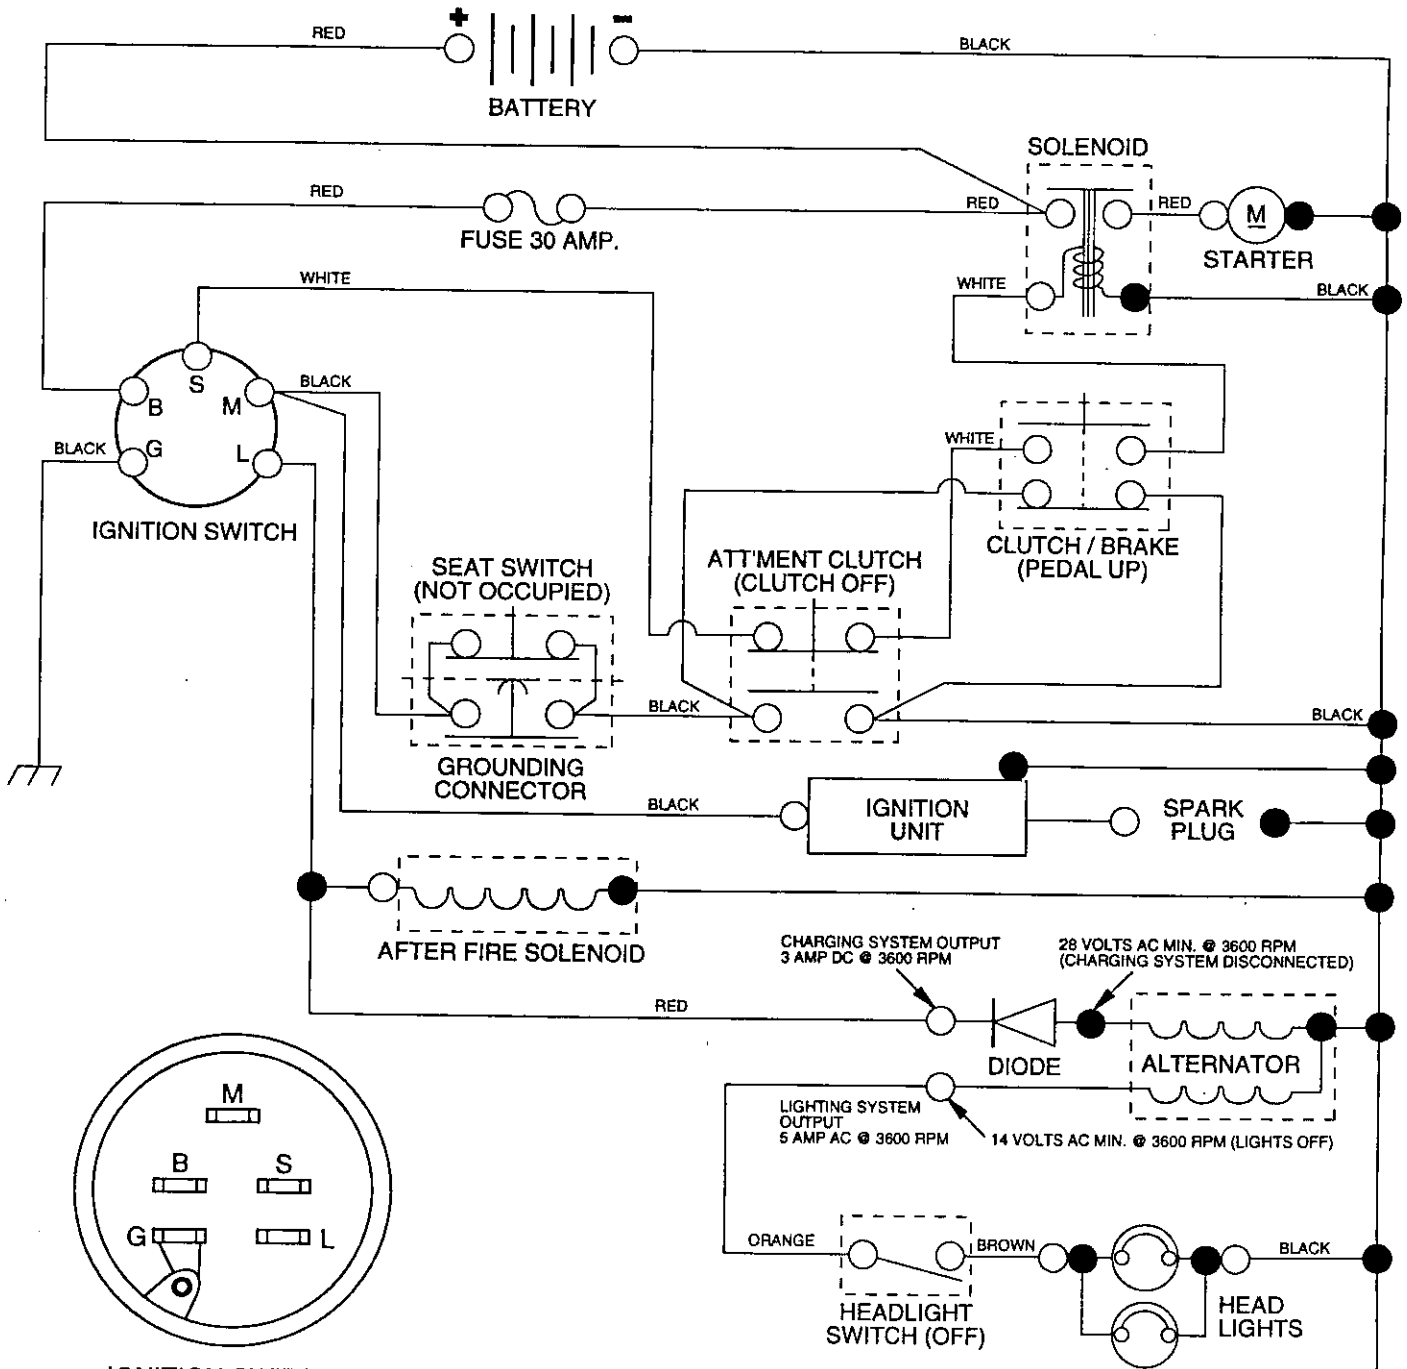 +
-
RED
BLACK
BATTERY
SOLENOID
RED
RED
RED
FUSE 30 AMP.
M
STARTER
WHITE
WHITE
BLACK
S
B
M
BLACK
BLACK
G
L
WHITE
IGNITION SWITCH
CLUTCH / BRAKE
(PEDAL UP)
SEAT SWITCH
(NOT OCCUPIED)
ATT'MENT CLUTCH
(CLUTCH OFF)
BLACK
BLACK
GROUNDING
CONNECTOR
BLACK
IGNITION
UNIT
SPARK
PLUG
AFTER FIRE SOLENOID
CHARGING SYSTEM OUTPUT
3 AMP DC @ 3600 RPM
28 VOLTS AC MIN. @ 3600 RPM
(CHARGING SYSTEM DISCONNECTED)
RED
DIODE
ALTERNATOR
LIGHTING SYSTEM
OUTPUT
5 AMP AC @ 3600 RPM
14 VOLTS AC MIN. @ 3600 RPM (LIGHTS OFF)
M
B
S
G
L
ORANGE
BROWN
BLACK
HEADLIGHT
SWITCH (OFF)
HEAD
LIGHTS